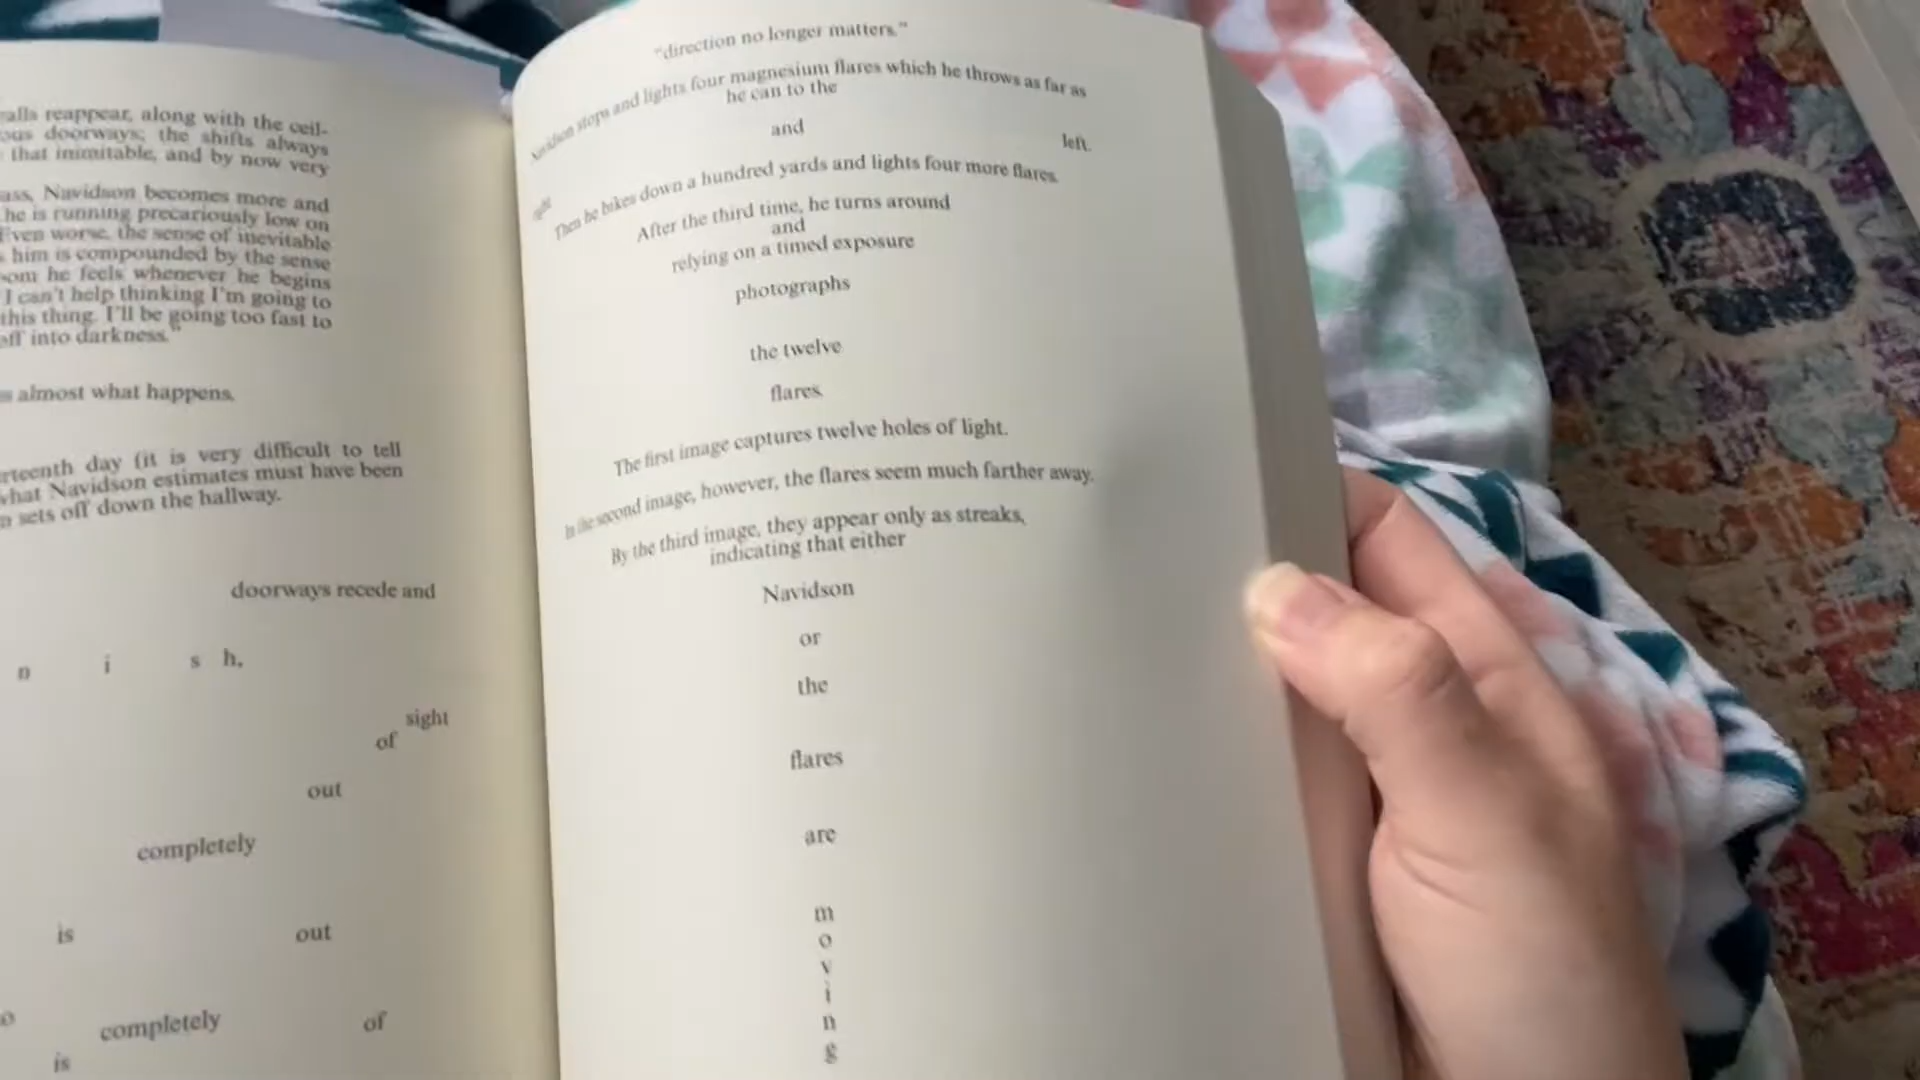 alls reappear, along with the ceil-
ous doorways; the shifts always
that inimitable, and by now very
ass, Navidson becomes more and
he is running precariously low on
Even worse, the sense of inevitable
him is compounded by the sense
oom he feels whenever he begins
I can't help thinking I'm going to
this thing. I'll be going too fast to
off into darkness."
s almost what happens.
rteenth day (it is very difficult to tell
what Navidson estimates must have been
n sets off down the hallway.
doorways recede and
n i s h,
sight
of
out
completely
is out
o
completely of
is
"direction no longer matters."
Navidson stops and lights four magnesium flares which he throws as far as
he can to the
and
left.
right
Then he bikes down a hundred yards and lights four more flares.
After the third time, he turns around
and
relying on a timed exposure
photographs
the twelve
flares.
The first image captures twelve holes of light.
In the second image, however, the flares seem much farther away.
By the third image, they appear only as streaks,
indicating that either
Navidson
or
the
flares
are
m
o
v
i
n
g